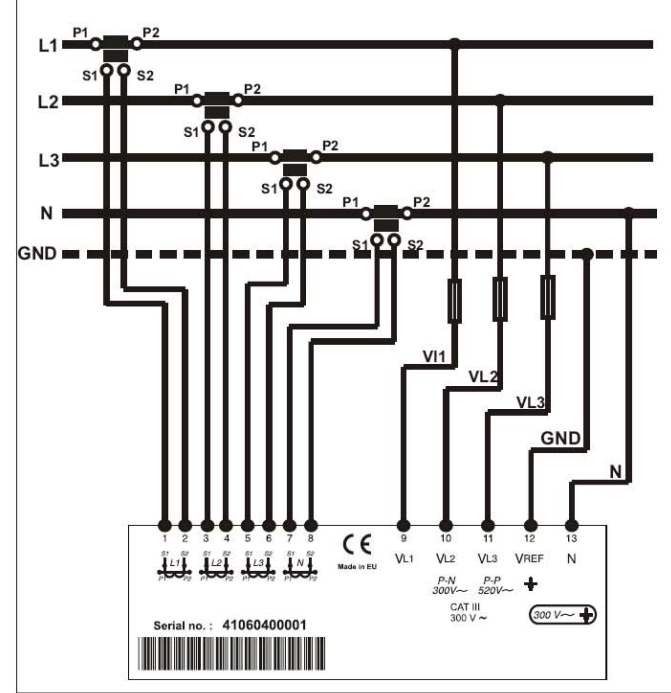 P1 P2
L1
S1 S2
P1 P2
L2
S1 S2
P1 P2
L3
S1 S2
P1 P2
N
S1 S2
GND
VI1
VL2
VL3
GND
N
1 2 3 4 5 6 7 8 9 10 11 12 13
S1 S2 S1 S2 S1 S2 S1 S2
L1 L2 L3 N
P1 P2 P1 P2 P1 P2 P1 P2
CE
Made in EU
VL1 VL2 VL3 VREF N
P-N P-P
300V~ 520V~
CAT III
300 V ~
300 V~
Serial no. : 41060400001